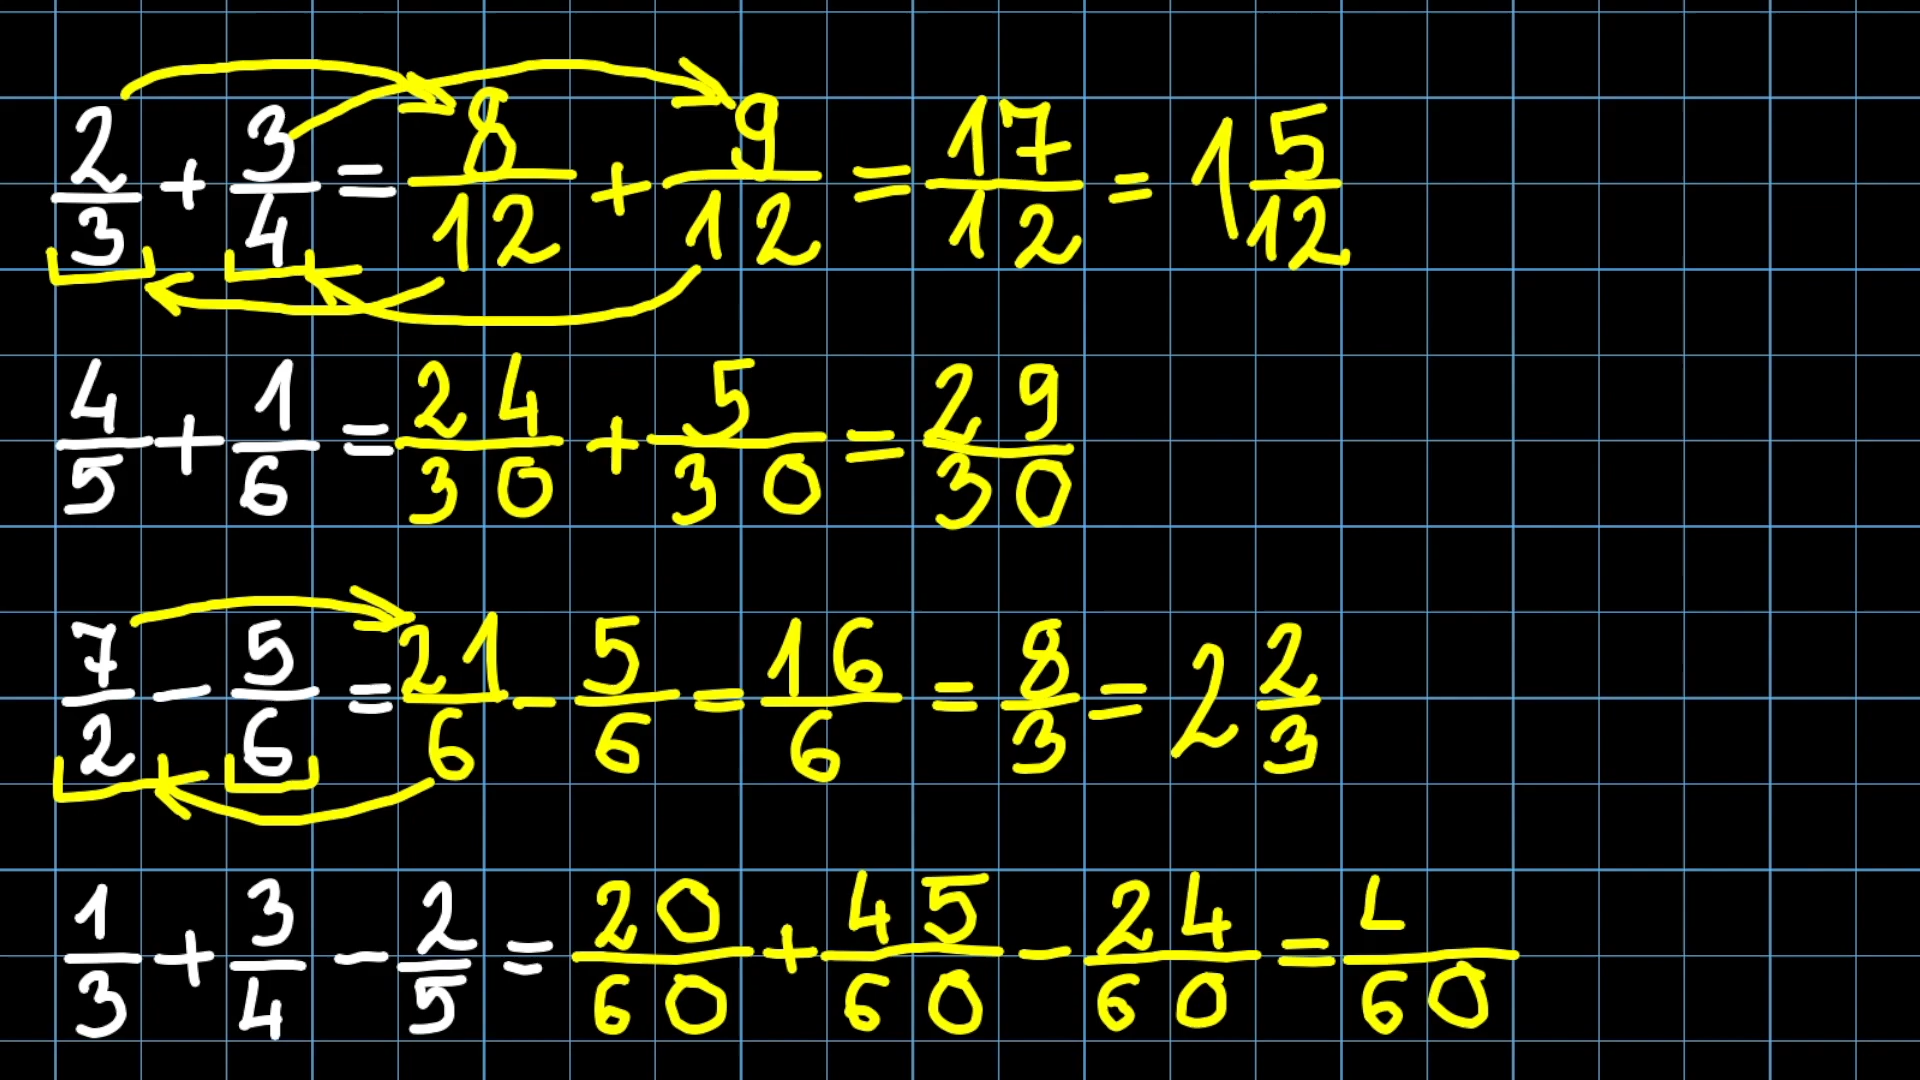 2/3 + 3/4 = 8/12 + 9/12 = 17/12 = 1 5/12
4/5 + 1/6 = 24/30 + 5/30 = 29/30
7/2 - 5/6 = 21/6 - 5/6 = 16/6 = 8/3 = 2 2/3
1/3 + 3/4 - 2/5 = 20/60 + 45/60 - 24/60 = /60